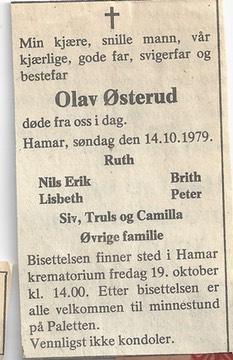 Min kjære, snille mann, vår
kjærlige, gode far, svigerfar og
bestefar
Olav Østerud
døde fra oss i dag.
Hamar, søndag den 14.10.1979.
Ruth
Nils Erik Brith
Lisbeth Peter
Siv, Truls og Camilla
Øvrige familie
Bisettelsen finner sted i Hamar
krematorium fredag 19. oktober
kl. 14.00. Etter bisettelsen er
alle velkommen til minnestund
på Paletten.
Vennligst ikke kondoler.